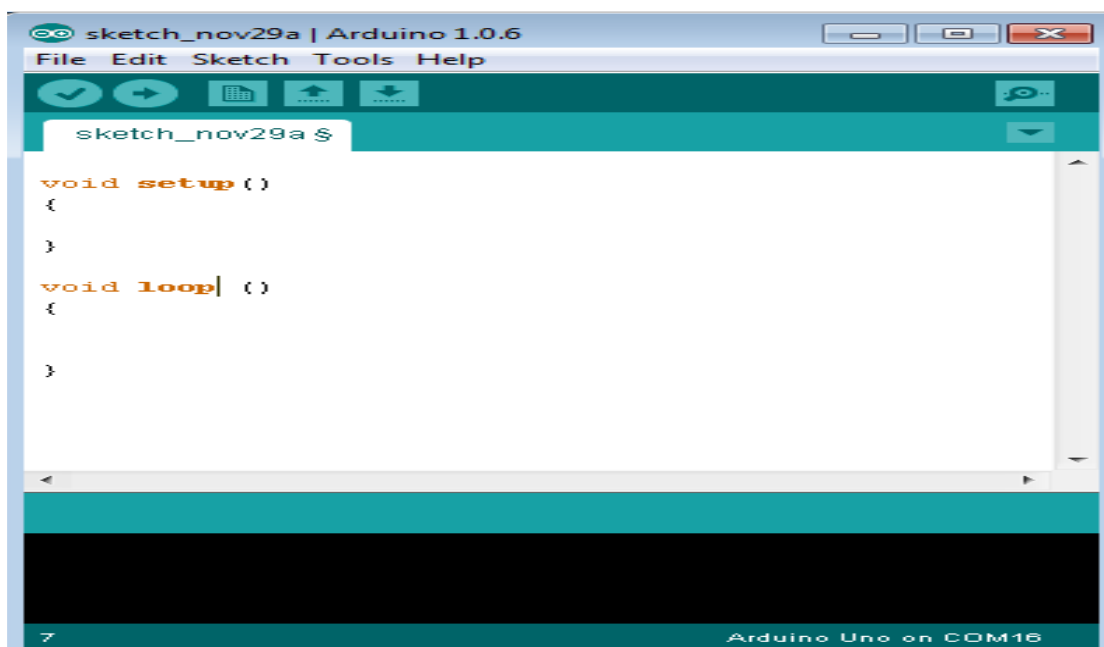 sketch_nov29a | Arduino 1.0.6
File Edit Sketch Tools Help
sketch_nov29a §
void setup()
{
}
void loop ()
{
}
7 Arduino Uno on COM16